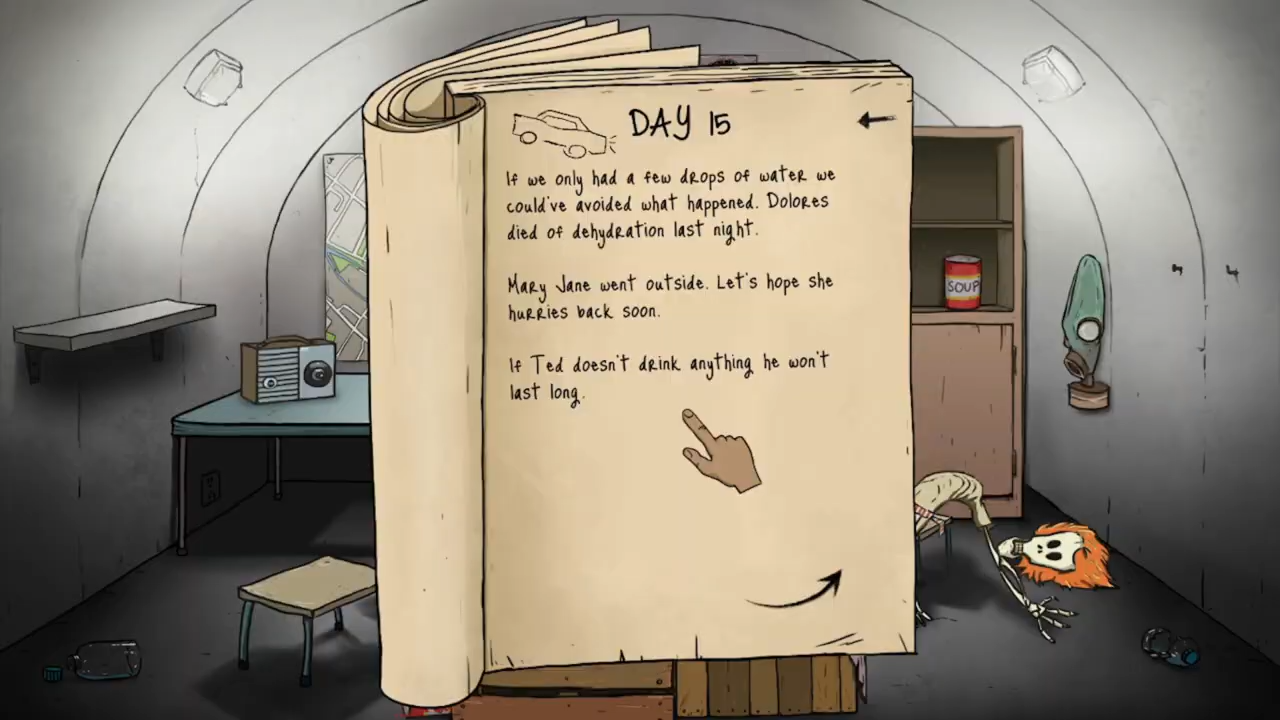 DAY 15
If we only had a few drops of water we
could've avoided what happened. Dolores
died of dehydration last night.
Mary Jane went outside. Let's hope she
hurries back soon.
If Ted doesn't drink anything he won't
last long.
SOUP